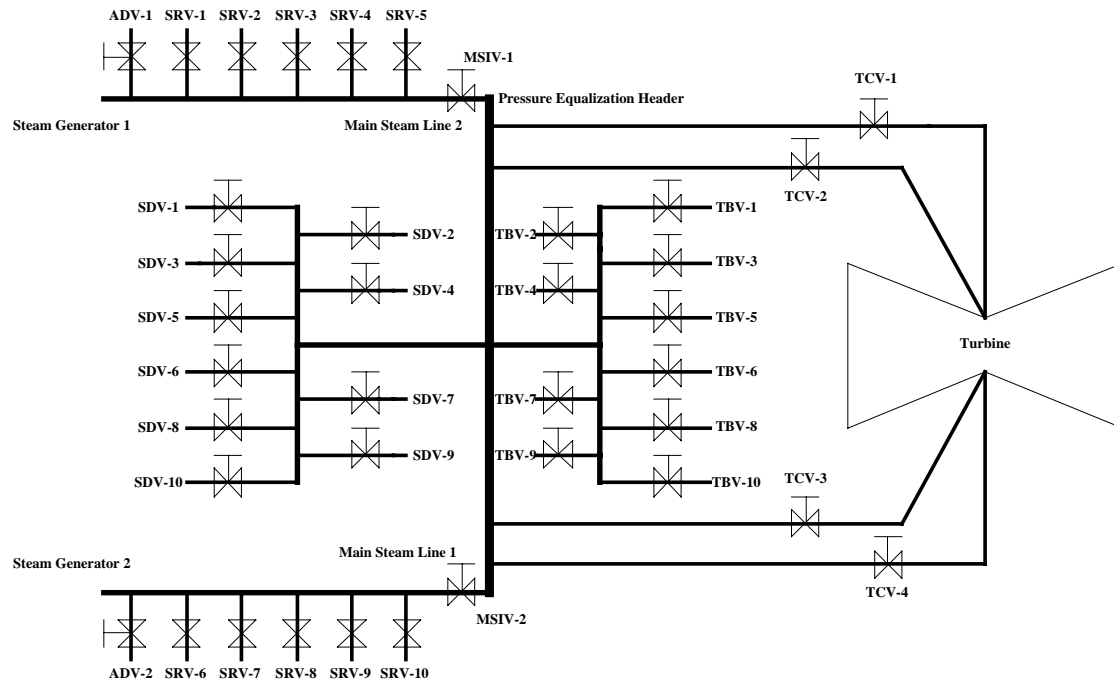 ADV-1 SRV-1 SRV-2 SRV-3 SRV-4 SRV-5
MSIV-1
TCV-1
Pressure Equalization Header
Steam Generator 1 Main Steam Line 2
TCV-2
SDV-1 TBV-1
SDV-2 TBV-2
SDV-3 TBV-3
SDV-4 TBV-4
SDV-5 TBV-5
Turbine
SDV-6 TBV-6
SDV-7 TBV-7
SDV-8 TBV-8
SDV-9 TBV-9
TCV-3
SDV-10 TBV-10
Main Steam Line 1
Steam Generator 2
TCV-4
MSIV-2
ADV-2 SRV-6 SRV-7 SRV-8 SRV-9 SRV-10